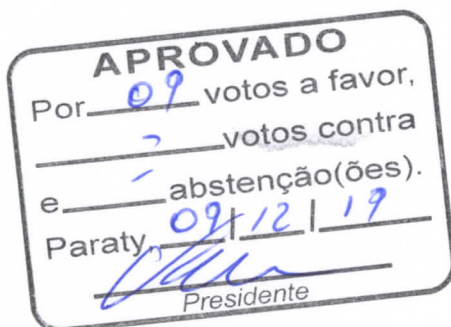 APROVADO
Por 09 votos a favor,
- votos contra
e - abstenção(ões).
Paraty, 09/12/19
Presidente